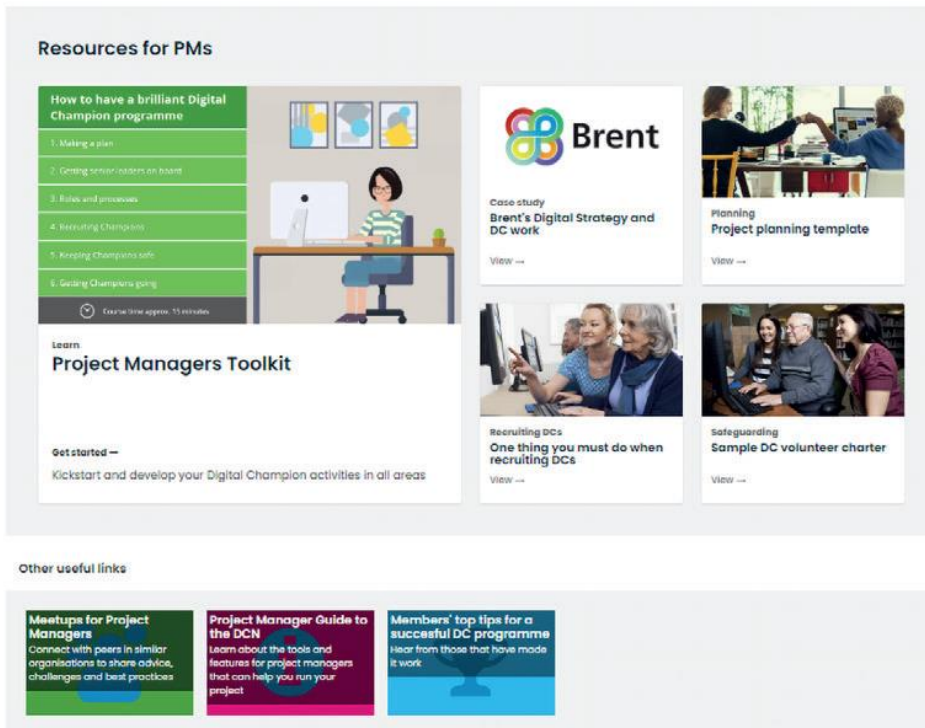 Resources for PMs
How to have a brilliant Digital
Champion programme
1. Making a plan
2. Getting senior leaders on board
3. Roles and processes
4. Recruiting Champions
5. Keeping Champions safe
6. Getting Champions going
Course time approx. 15 minutes
Learn
Project Managers Toolkit
Get started —
Kickstart and develop your Digital Champion activities in all areas
Brent
Case study
Brent's Digital Strategy and
DC work
View →
Planning
Project planning template
View →
Recruiting DCs
One thing you must do when
recruiting DCs
View →
Safeguarding
Sample DC volunteer charter
View →
Other useful links
Meetups for Project
Managers
Connect with peers in similar
organisations to share advice,
challenges and best practices
Project Manager Guide to
the DCN
Learn about the tools and
features for project managers
that can help you run your
project
Members' top tips for a
succesful DC programme
Hear from those that have made
it work